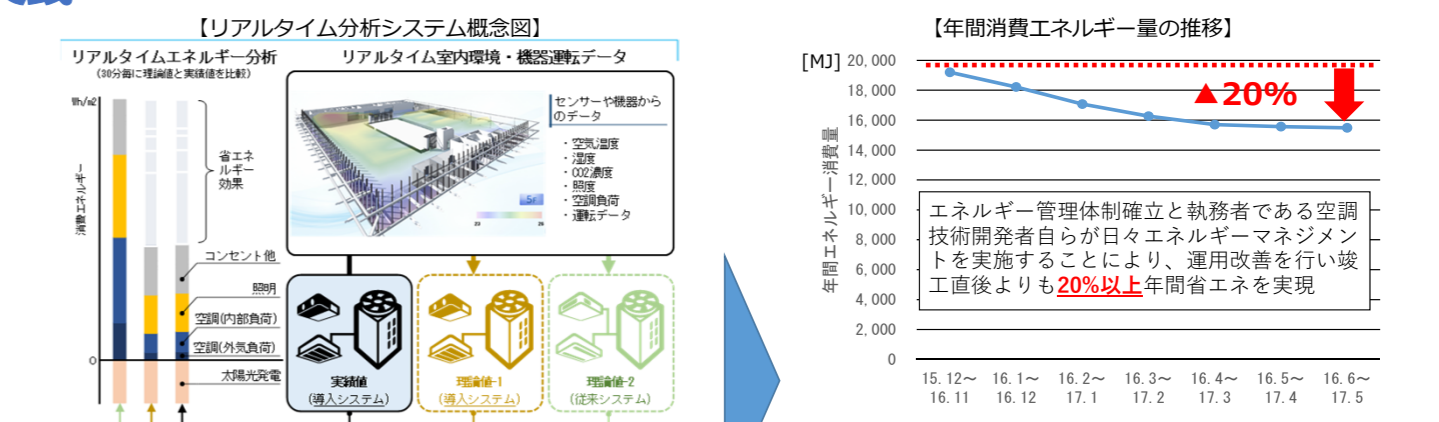 【リアルタイム分析システム概念図】
リアルタイムエネルギー分析
(30分毎に理論値と実績値を比較)
リアルタイム室内環境・機器運転データ
Wh/m2
消費エネルギー
0
省エネ
ルギー
効果
コンセント他
照明
空調(内部負荷)
空調(外気負荷)
太陽光発電
センサーや機器から
のデータ
・空気温度
・湿度
・CO2濃度
・照度
・空調負荷
・運転データ
5F
20
26
実績値
(導入システム)
理論値-1
(導入システム)
理論値-2
(従来システム)
【年間消費エネルギー量の推移】
[MJ]
年間エネルギー消費量
20,000
18,000
16,000
14,000
12,000
10,000
8,000
6,000
4,000
2,000
0
▲20%
エネルギー管理体制確立と執務者である空調
技術開発者自らが日々エネルギーマネジメン
トを実施することにより、運用改善を行い竣
工直後よりも20%以上年間省エネを実現
15.12～
16.11
16.1～
16.12
16.2～
17.1
16.3～
17.2
16.4～
17.3
16.5～
17.4
16.6～
17.5